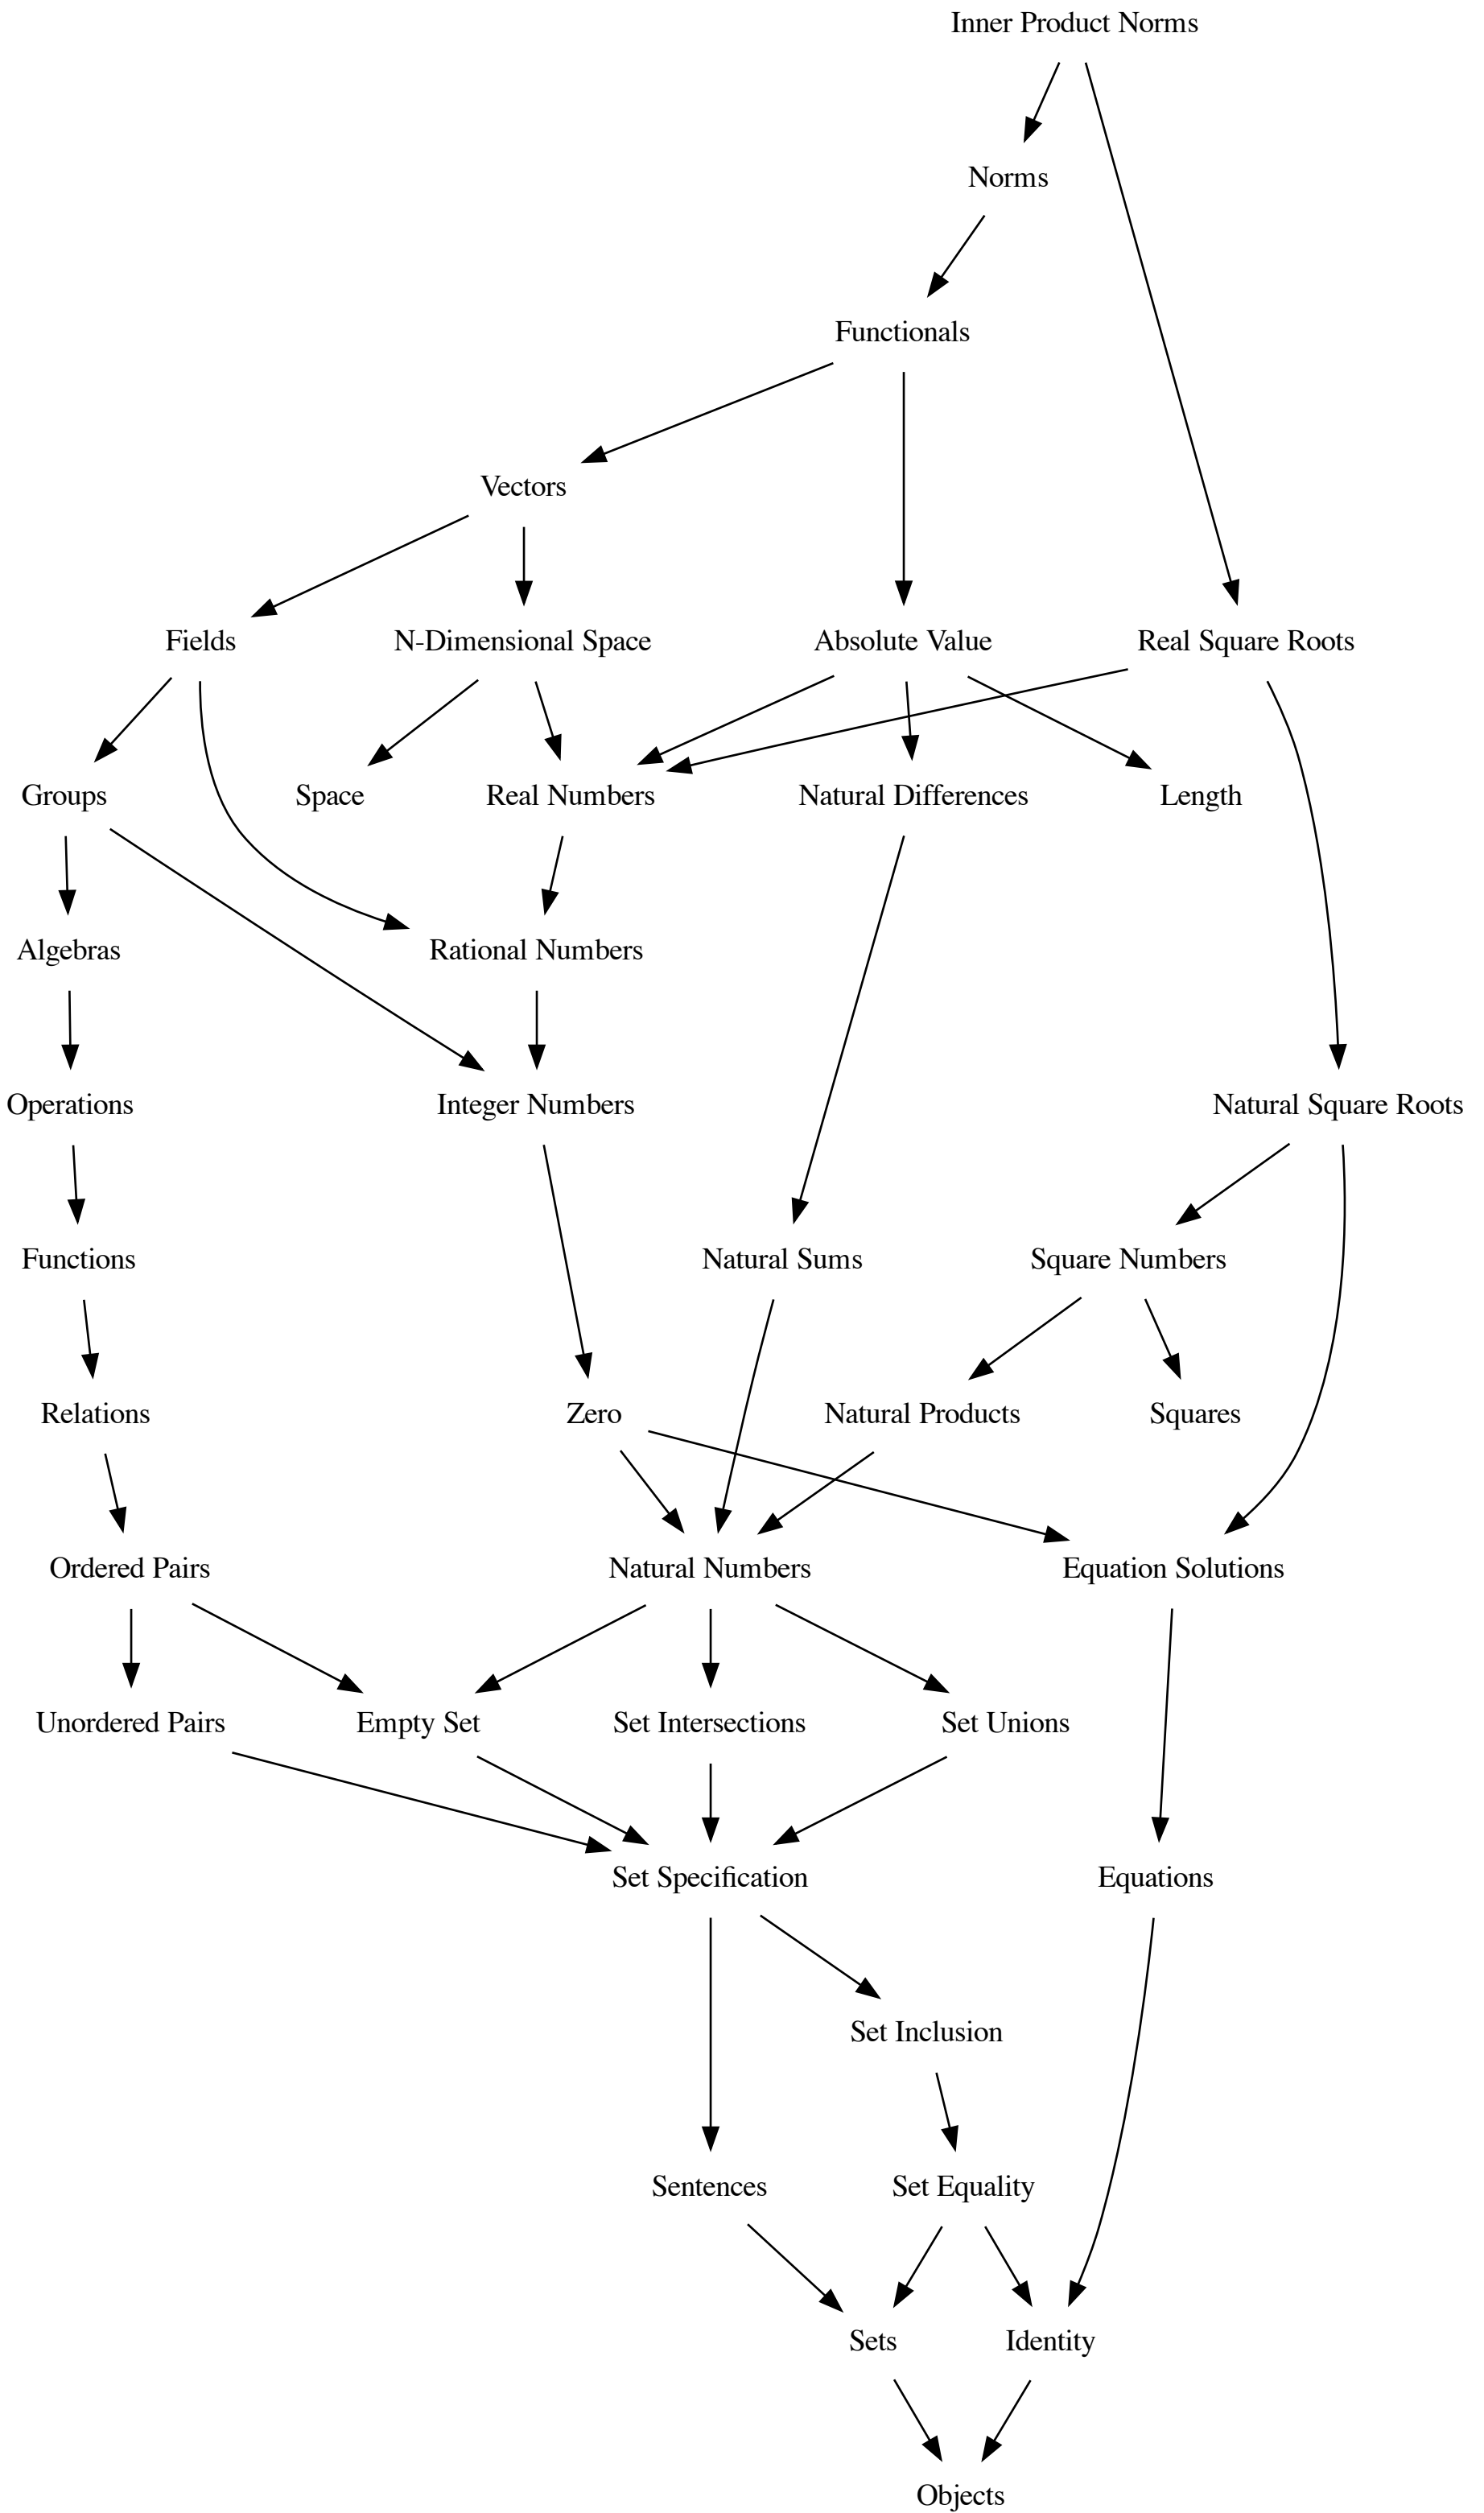 Inner Product Norms
Norms
Functionals
Vectors
Fields
N-Dimensional Space
Absolute Value
Real Square Roots
Groups
Space
Real Numbers
Natural Differences
Length
Algebras
Rational Numbers
Operations
Integer Numbers
Natural Square Roots
Functions
Natural Sums
Square Numbers
Relations
Zero
Natural Products
Squares
Ordered Pairs
Natural Numbers
Equation Solutions
Unordered Pairs
Empty Set
Set Intersections
Set Unions
Set Specification
Equations
Set Inclusion
Sentences
Set Equality
Sets
Identity
Objects